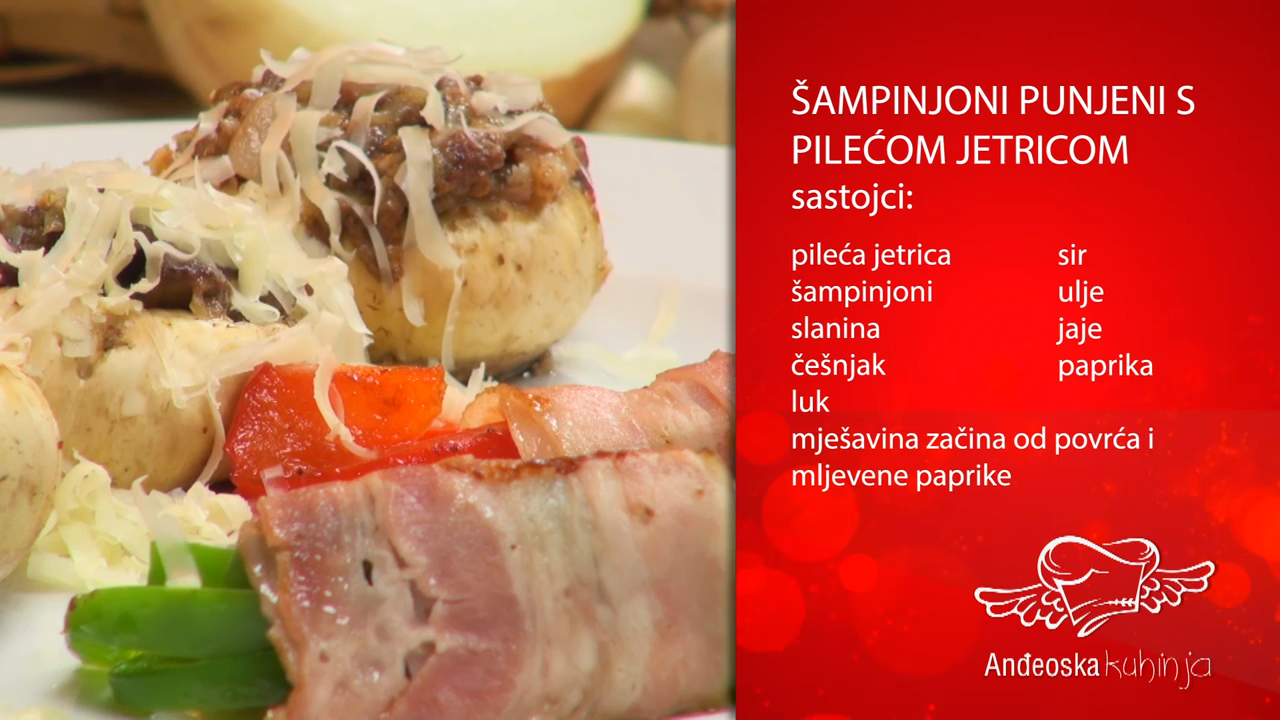 ŠAMPINJONI PUNJENI S
PILEĆOM JETRICOM
sastojci:
pileća jetrica
šampinjoni
slanina
češnjak
luk
mješavina začina od povrća i
mljevene paprike
sir
ulje
jaje
paprika
Anđeoska kuhinja